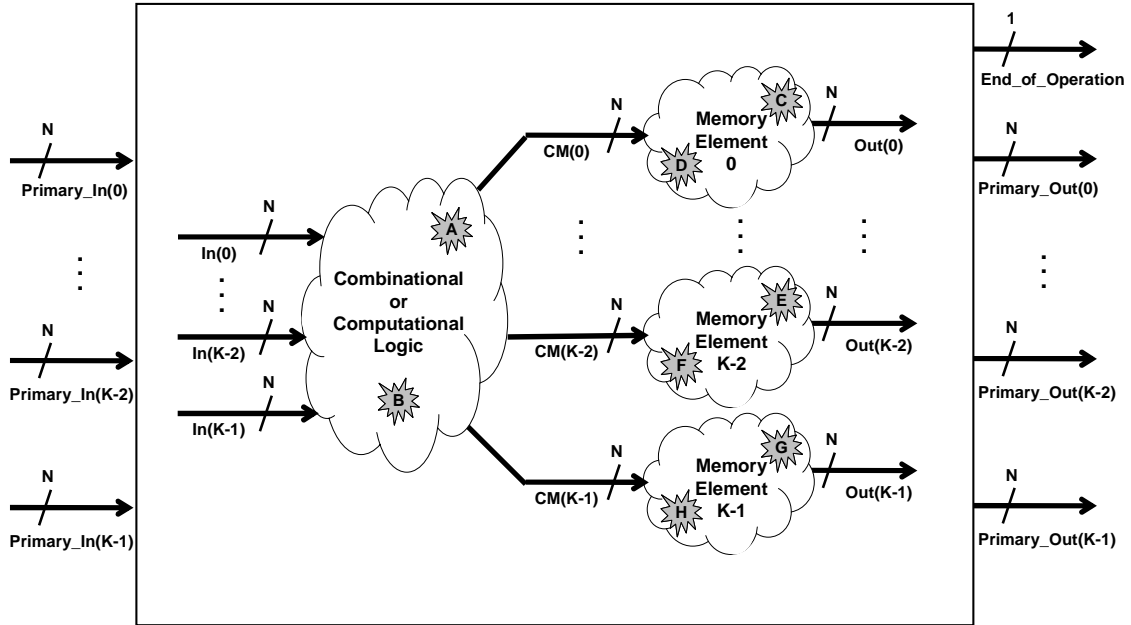 1
End_of_Operation
N
Primary_In(0)
N
Primary_In(K-2)
N
Primary_In(K-1)
N
In(0)
N
In(K-2)
N
In(K-1)
A
Combinational
or
Computational
Logic
B
N
CM(0)
N
CM(K-2)
N
CM(K-1)
C
Memory
Element
0
D
E
Memory
Element
K-2
F
G
Memory
Element
K-1
H
N
Out(0)
N
Out(K-2)
N
Out(K-1)
N
Primary_Out(0)
N
Primary_Out(K-2)
N
Primary_Out(K-1)